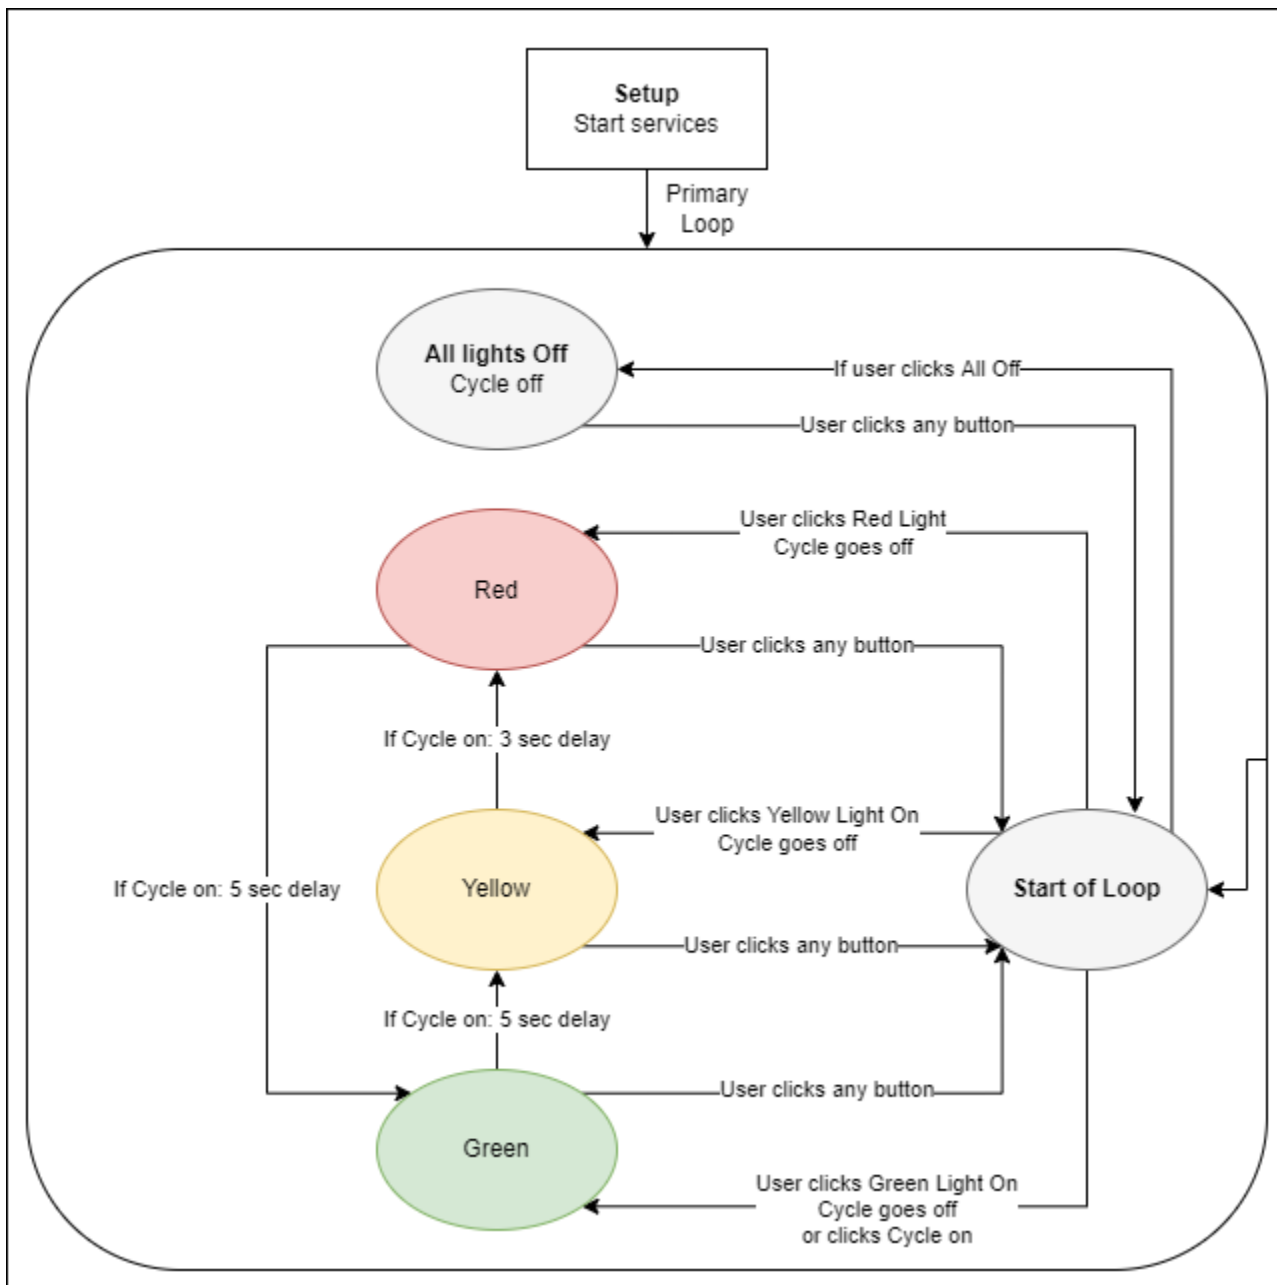 Setup
Start services
Primary
Loop
All lights Off
Cycle off
If user clicks All Off
User clicks any button
User clicks Red Light
Cycle goes off
Red
User clicks any button
If Cycle on: 3 sec delay
User clicks Yellow Light On
Cycle goes off
If Cycle on: 5 sec delay
Yellow
Start of Loop
User clicks any button
If Cycle on: 5 sec delay
User clicks any button
Green
User clicks Green Light On
Cycle goes off
or clicks Cycle on